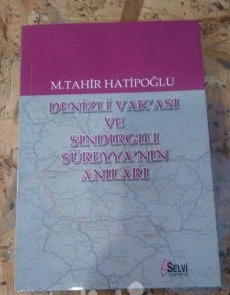 M.TAHİR HATİPOĞLU
DENİZLİ VAK'ASI
VE
SINDIRGILI
SÜREYYA'NIN
ANILARI
SELVİ